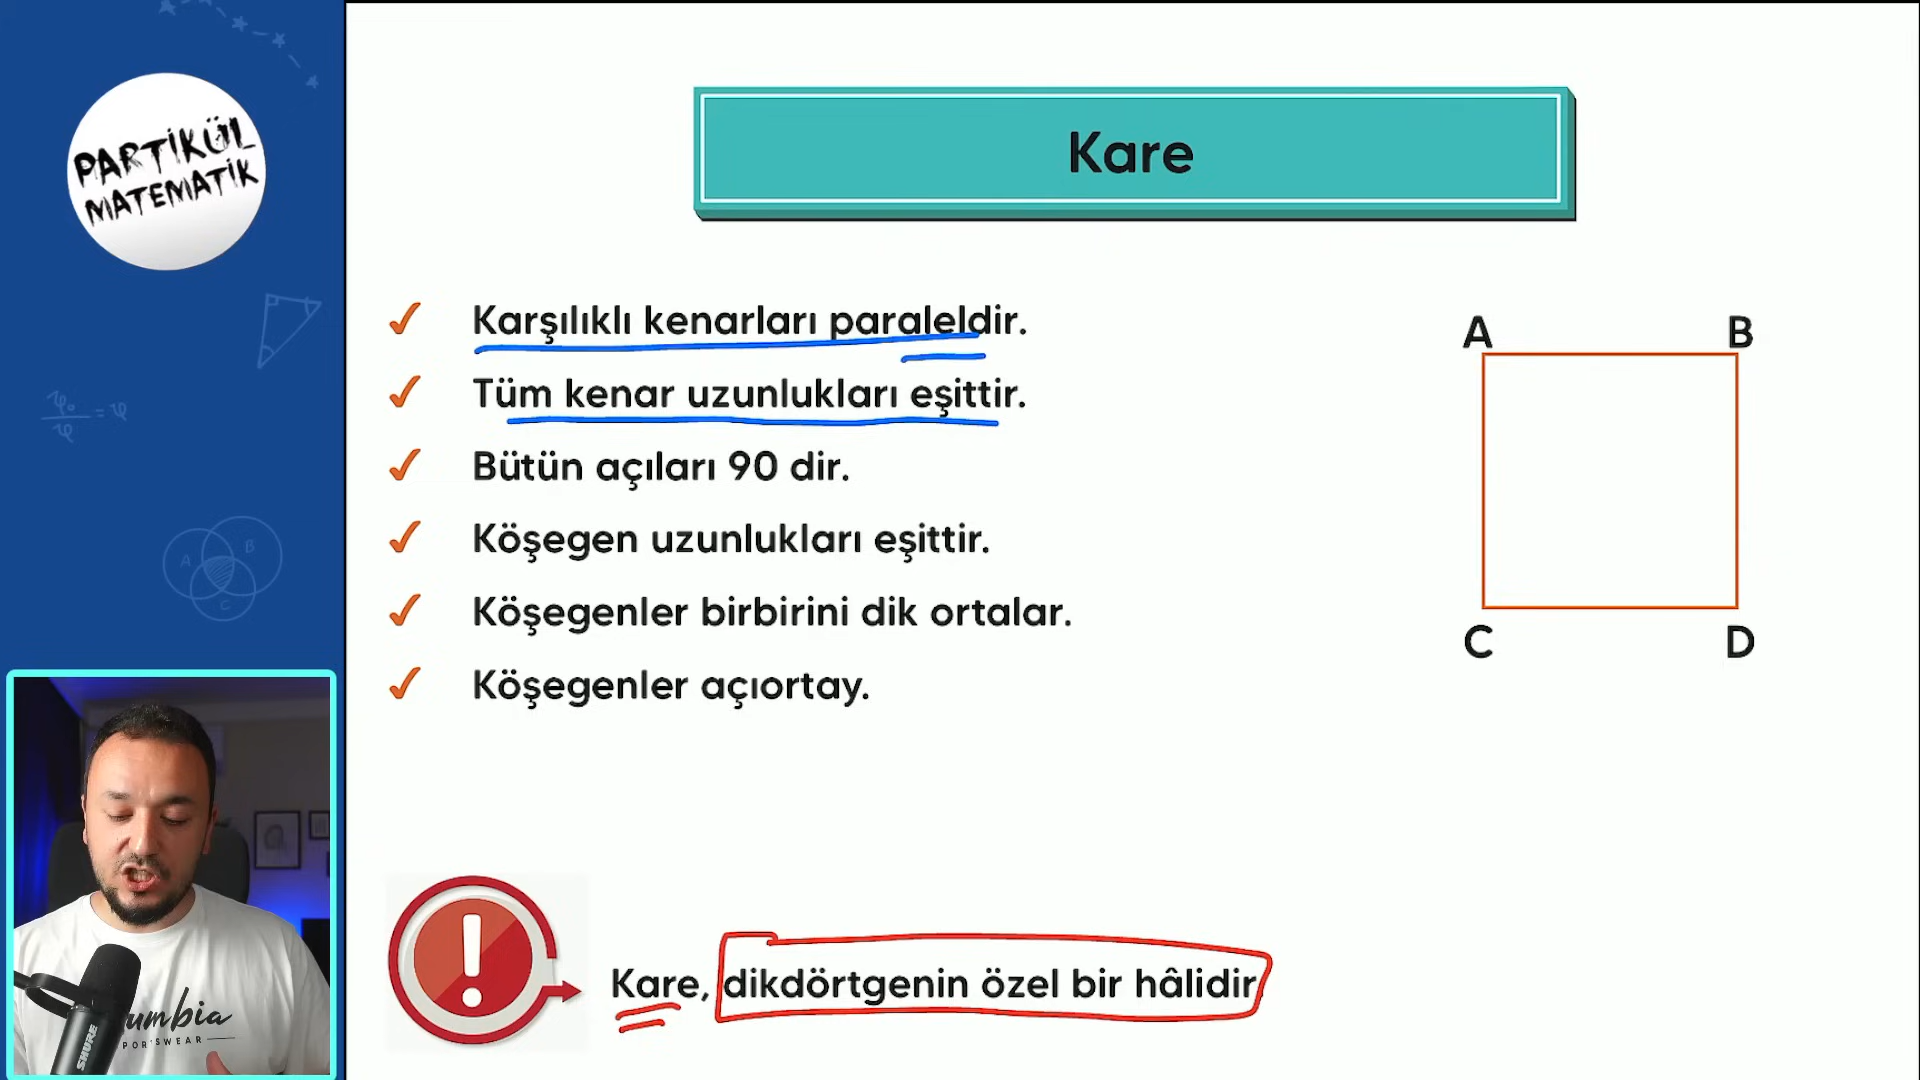 PARTİKÜL
MATEMATİK
Kare
Karşılıklı kenarları paraleldir.
Tüm kenar uzunlukları eşittir.
Bütün açıları 90 dir.
Köşegen uzunlukları eşittir.
Köşegenler birbirini dik ortalar.
Köşegenler açıortay.
A B
C D
Kare, dikdörtgenin özel bir hâlidir
A B
C
SHURE